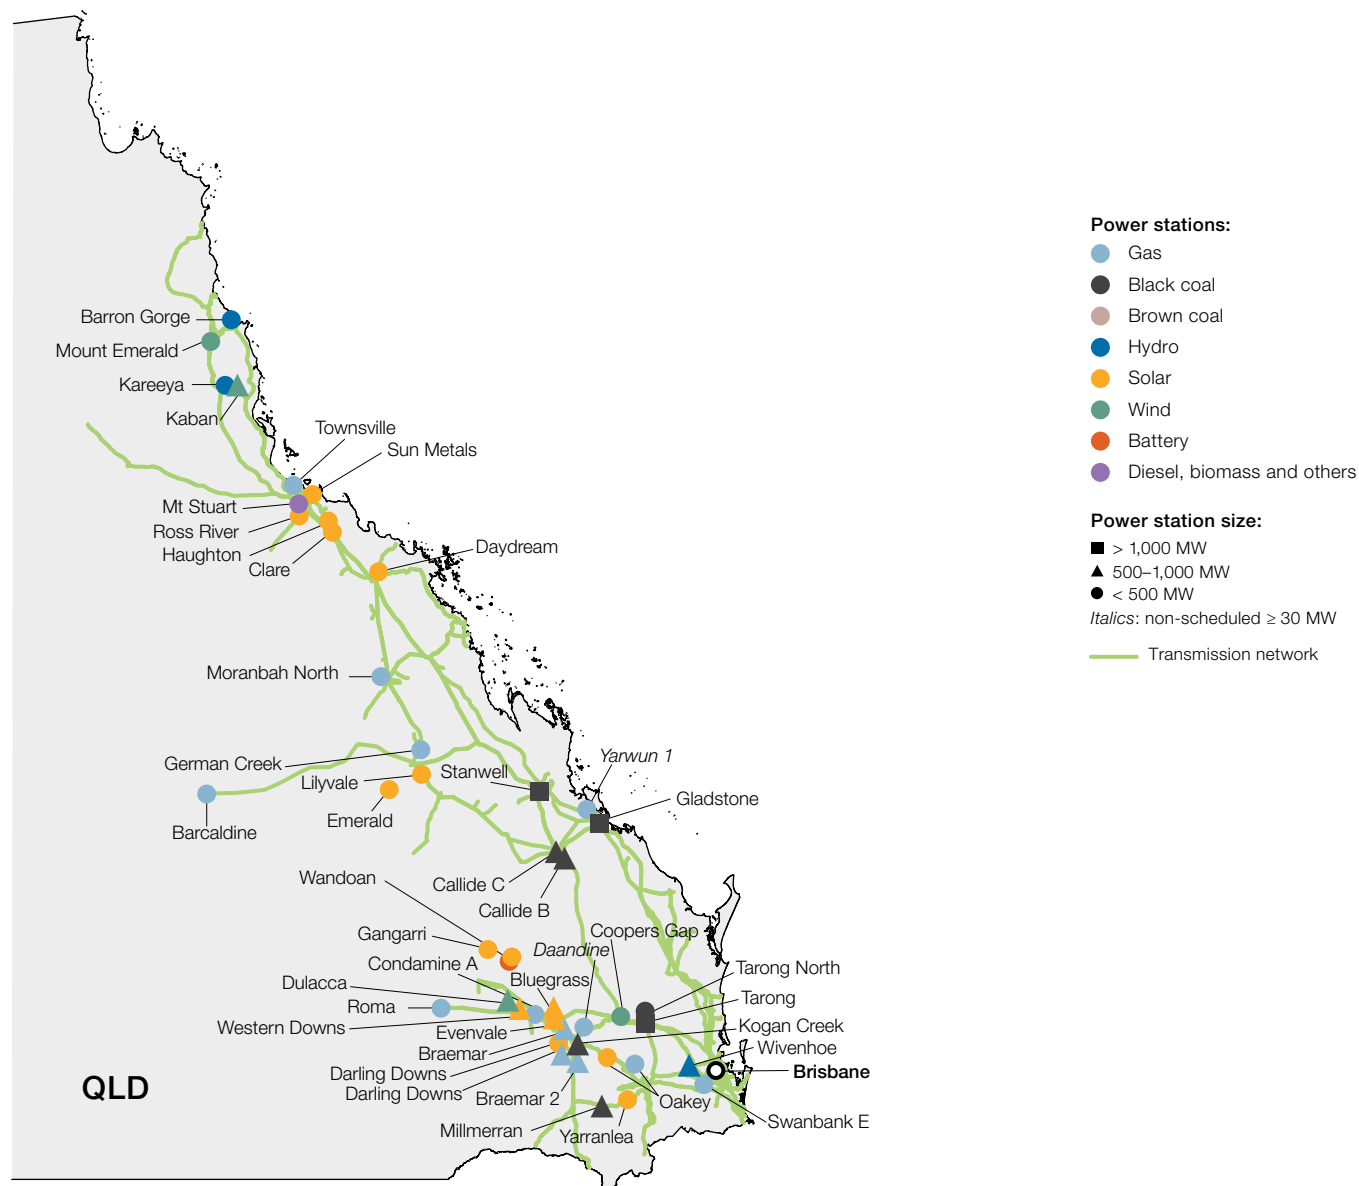 Barron Gorge
Mount Emerald
Kareeya
Kaban
Townsville
Sun Metals
Mt Stuart
Ross River
Haughton
Clare
Daydream
Moranbah North
German Creek
Lilyvale
Stanwell
Yarwun 1
Gladstone
Barcaldine
Emerald
Wandoan
Callide C
Callide B
Gangarri
Coopers Gap
Daandine
Condamine A
Bluegrass
Tarong North
Dulacca
Tarong
Roma
Western Downs
Evenvale
Kogan Creek
Braemar
Wivenhoe
Darling Downs
Brisbane
Darling Downs
Braemar 2
Oakey
Swanbank E
Millmerran
Yarranlea
QLD
Power stations:
Gas
Black coal
Brown coal
Hydro
Solar
Wind
Battery
Diesel, biomass and others
Power station size:
> 1,000 MW
500–1,000 MW
< 500 MW
Italics: non-scheduled ≥ 30 MW
Transmission network